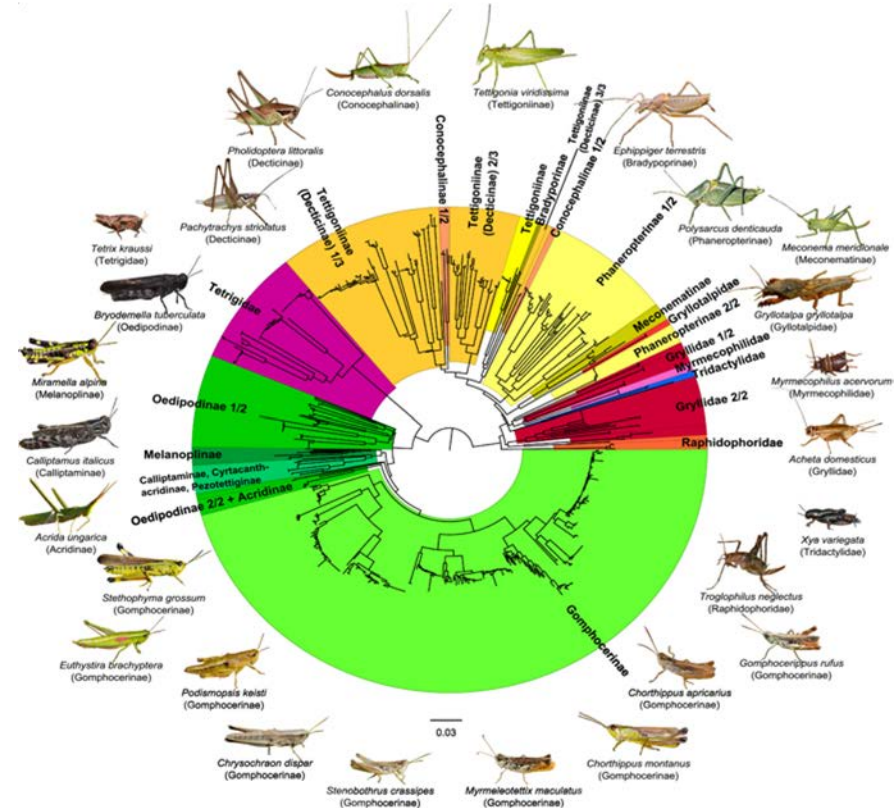 Conocephalus dorsalis
(Conocephalinae)
Tettigonia viridissima
(Tettigoniinae)
Pholidoptera littoralis
(Decticinae)
Ephippiger terrestris
(Bradypoprinae)
Pachytrachys striolatus
(Decticinae)
Polysarcus denticauda
(Phaneropterinae)
Meconema meridionale
(Meconematinae)
Tetrix kraussi
(Tetrigidae)
Bryodemella tuberculata
(Oedipodinae)
Gryllotalpa gryllotalpa
(Gyllotalpidae)
Miramella alpina
(Melanoplinae)
Myrmecophilus acervorum
(Myrmecophilidae)
Calliptamus italicus
(Calliptaminae)
Acheta domesticus
(Gryllidae)
Acrida ungarica
(Acridinae)
Xya variegata
(Tridactylidae)
Stethophyma grossum
(Gomphocerinae)
Troglophilus neglectus
(Raphidophoridae)
Euthystira brachyptera
(Gomphocerinae)
Gomphocerippus rufus
(Gomphocerinae)
Podismopsis keisti
(Gomphocerinae)
Chorthippus apricarius
(Gomphocerinae)
Chrysochraon dispar
(Gomphocerinae)
Stenobothrus crassipes
(Gomphocerinae)
Myrmeleotettix maculatus
(Gomphocerinae)
Chorthippus montanus
(Gomphocerinae)
Tetrigidae
Tettigoniinae
(Decticinae) 1/3
Conocephalinae 1/2
Tettigoniinae
(Decticinae) 2/3
Tettigoniinae
Bradyporinae
Tettigoniinae
(Decticinae) 3/3
Conocephalinae 1/2
Phaneropterinae 1/2
Meconematinae
Gryllotalpidae
Phaneropterinae 2/2
Gryllidae 1/2
Myrmecophilidae
Tridactylidae
Gryllidae 2/2
Raphidophoridae
Gomphocerinae
Oedipodinae 1/2
Melanoplinae
Calliptaminae, Cyrtacanth-
acridinae, Pezotettiginae
Oedipodinae 2/2 + Acridinae
0.03